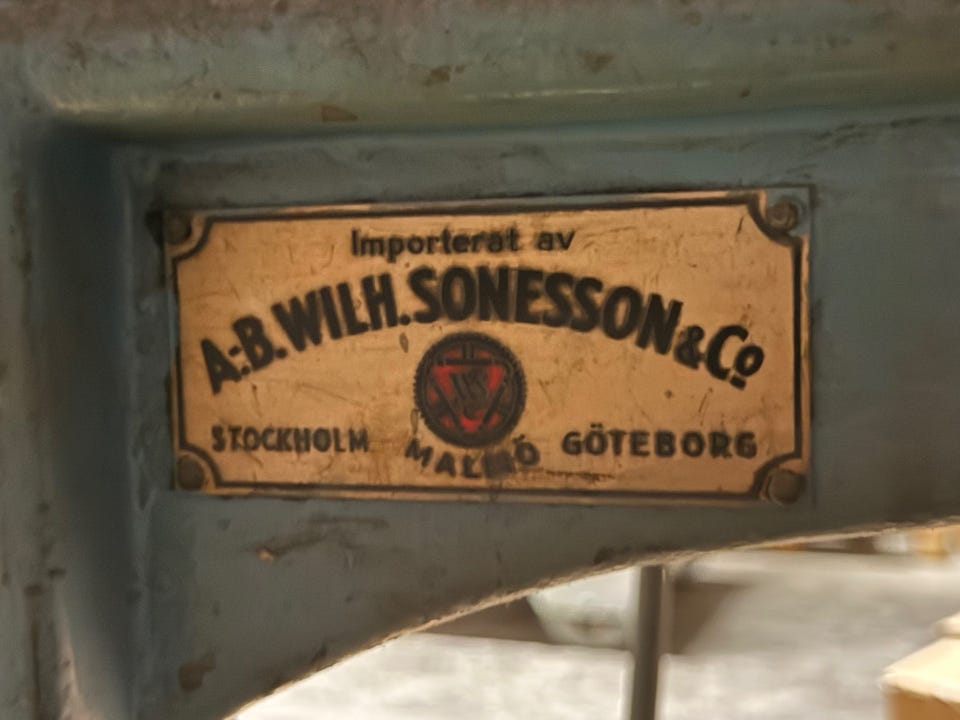 Importerat av
A.-B. WILH. SONESSON & Co
STOCKHOLM MALMÖ GÖTEBORG